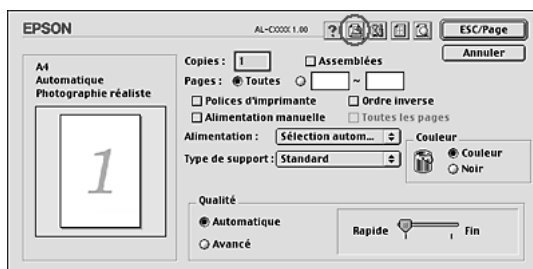 EPSON
AL-CXXXX 1.00
?
ESC/Page
Annuler
A4
Automatique
Photographie réaliste
1
Copies : 1
Assemblées
Pages : Toutes ~
Polices d'imprimante
Ordre inverse
Alimentation manuelle
Toutes les pages
Alimentation : Sélection autom...
Type de support : Standard
Couleur
Couleur
Noir
Qualité
Automatique
Avancé
Rapide
Fin